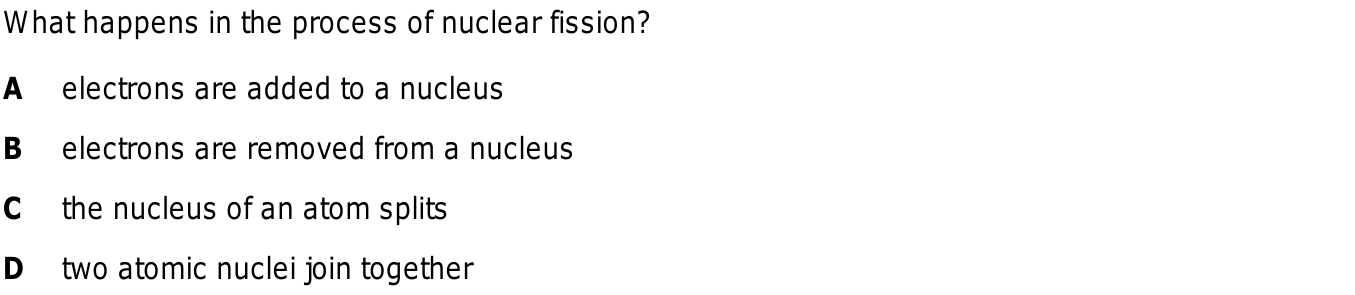 What happens in the process of nuclear fission?
A electrons are added to a nucleus
B electrons are removed from a nucleus
C the nucleus of an atom splits
D two atomic nuclei join together